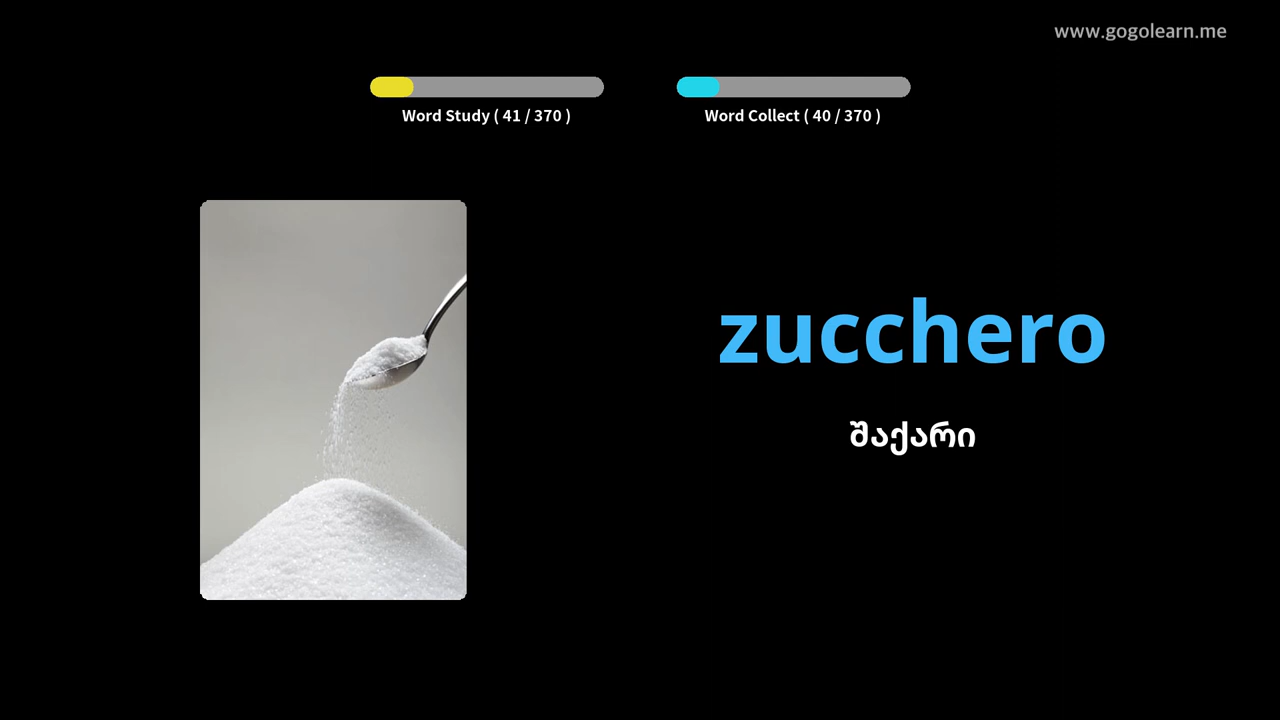 www.gogolearn.me
Word Study ( 41 / 370 )
Word Collect ( 40 / 370 )
zucchero
შაქარი